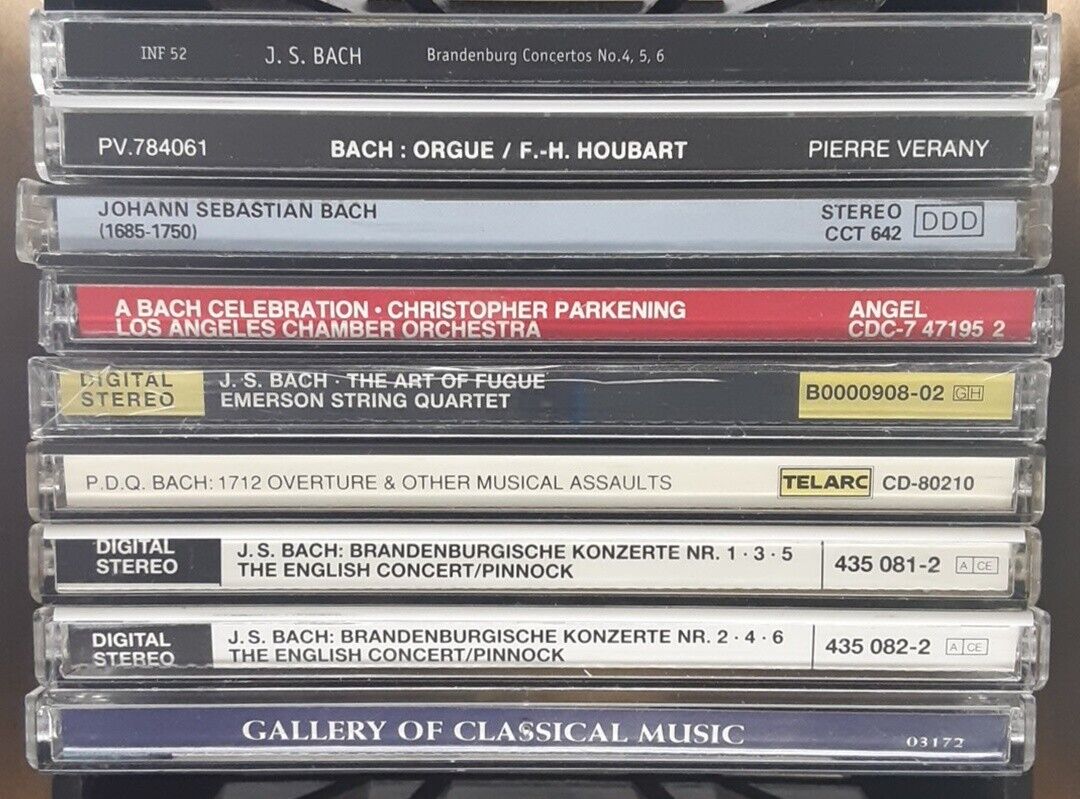 INF 52 J. S. BACH Brandenburg Concertos No.4, 5, 6
PV.784061 BACH : ORGUE / F.-H. HOUBART PIERRE VERANY
JOHANN SEBASTIAN BACH
(1685-1750)
STEREO
CCT 642
DDD
A BACH CELEBRATION • CHRISTOPHER PARKENING
LOS ANGELES CHAMBER ORCHESTRA
ANGEL
CDC-7 47195 2
DIGITAL
STEREO
J. S. BACH · THE ART OF FUGUE
EMERSON STRING QUARTET
B0000908-02 GH
P.D.Q. BACH: 1712 OVERTURE & OTHER MUSICAL ASSAULTS TELARC CD-80210
DIGITAL
STEREO
J. S. BACH: BRANDENBURGISCHE KONZERTE NR. 1 · 3 · 5
THE ENGLISH CONCERT/PINNOCK
435 081-2 A CE
DIGITAL
STEREO
J. S. BACH: BRANDENBURGISCHE KONZERTE NR. 2 · 4 · 6
THE ENGLISH CONCERT/PINNOCK
435 082-2 A CE
GALLERY OF CLASSICAL MUSIC 03172